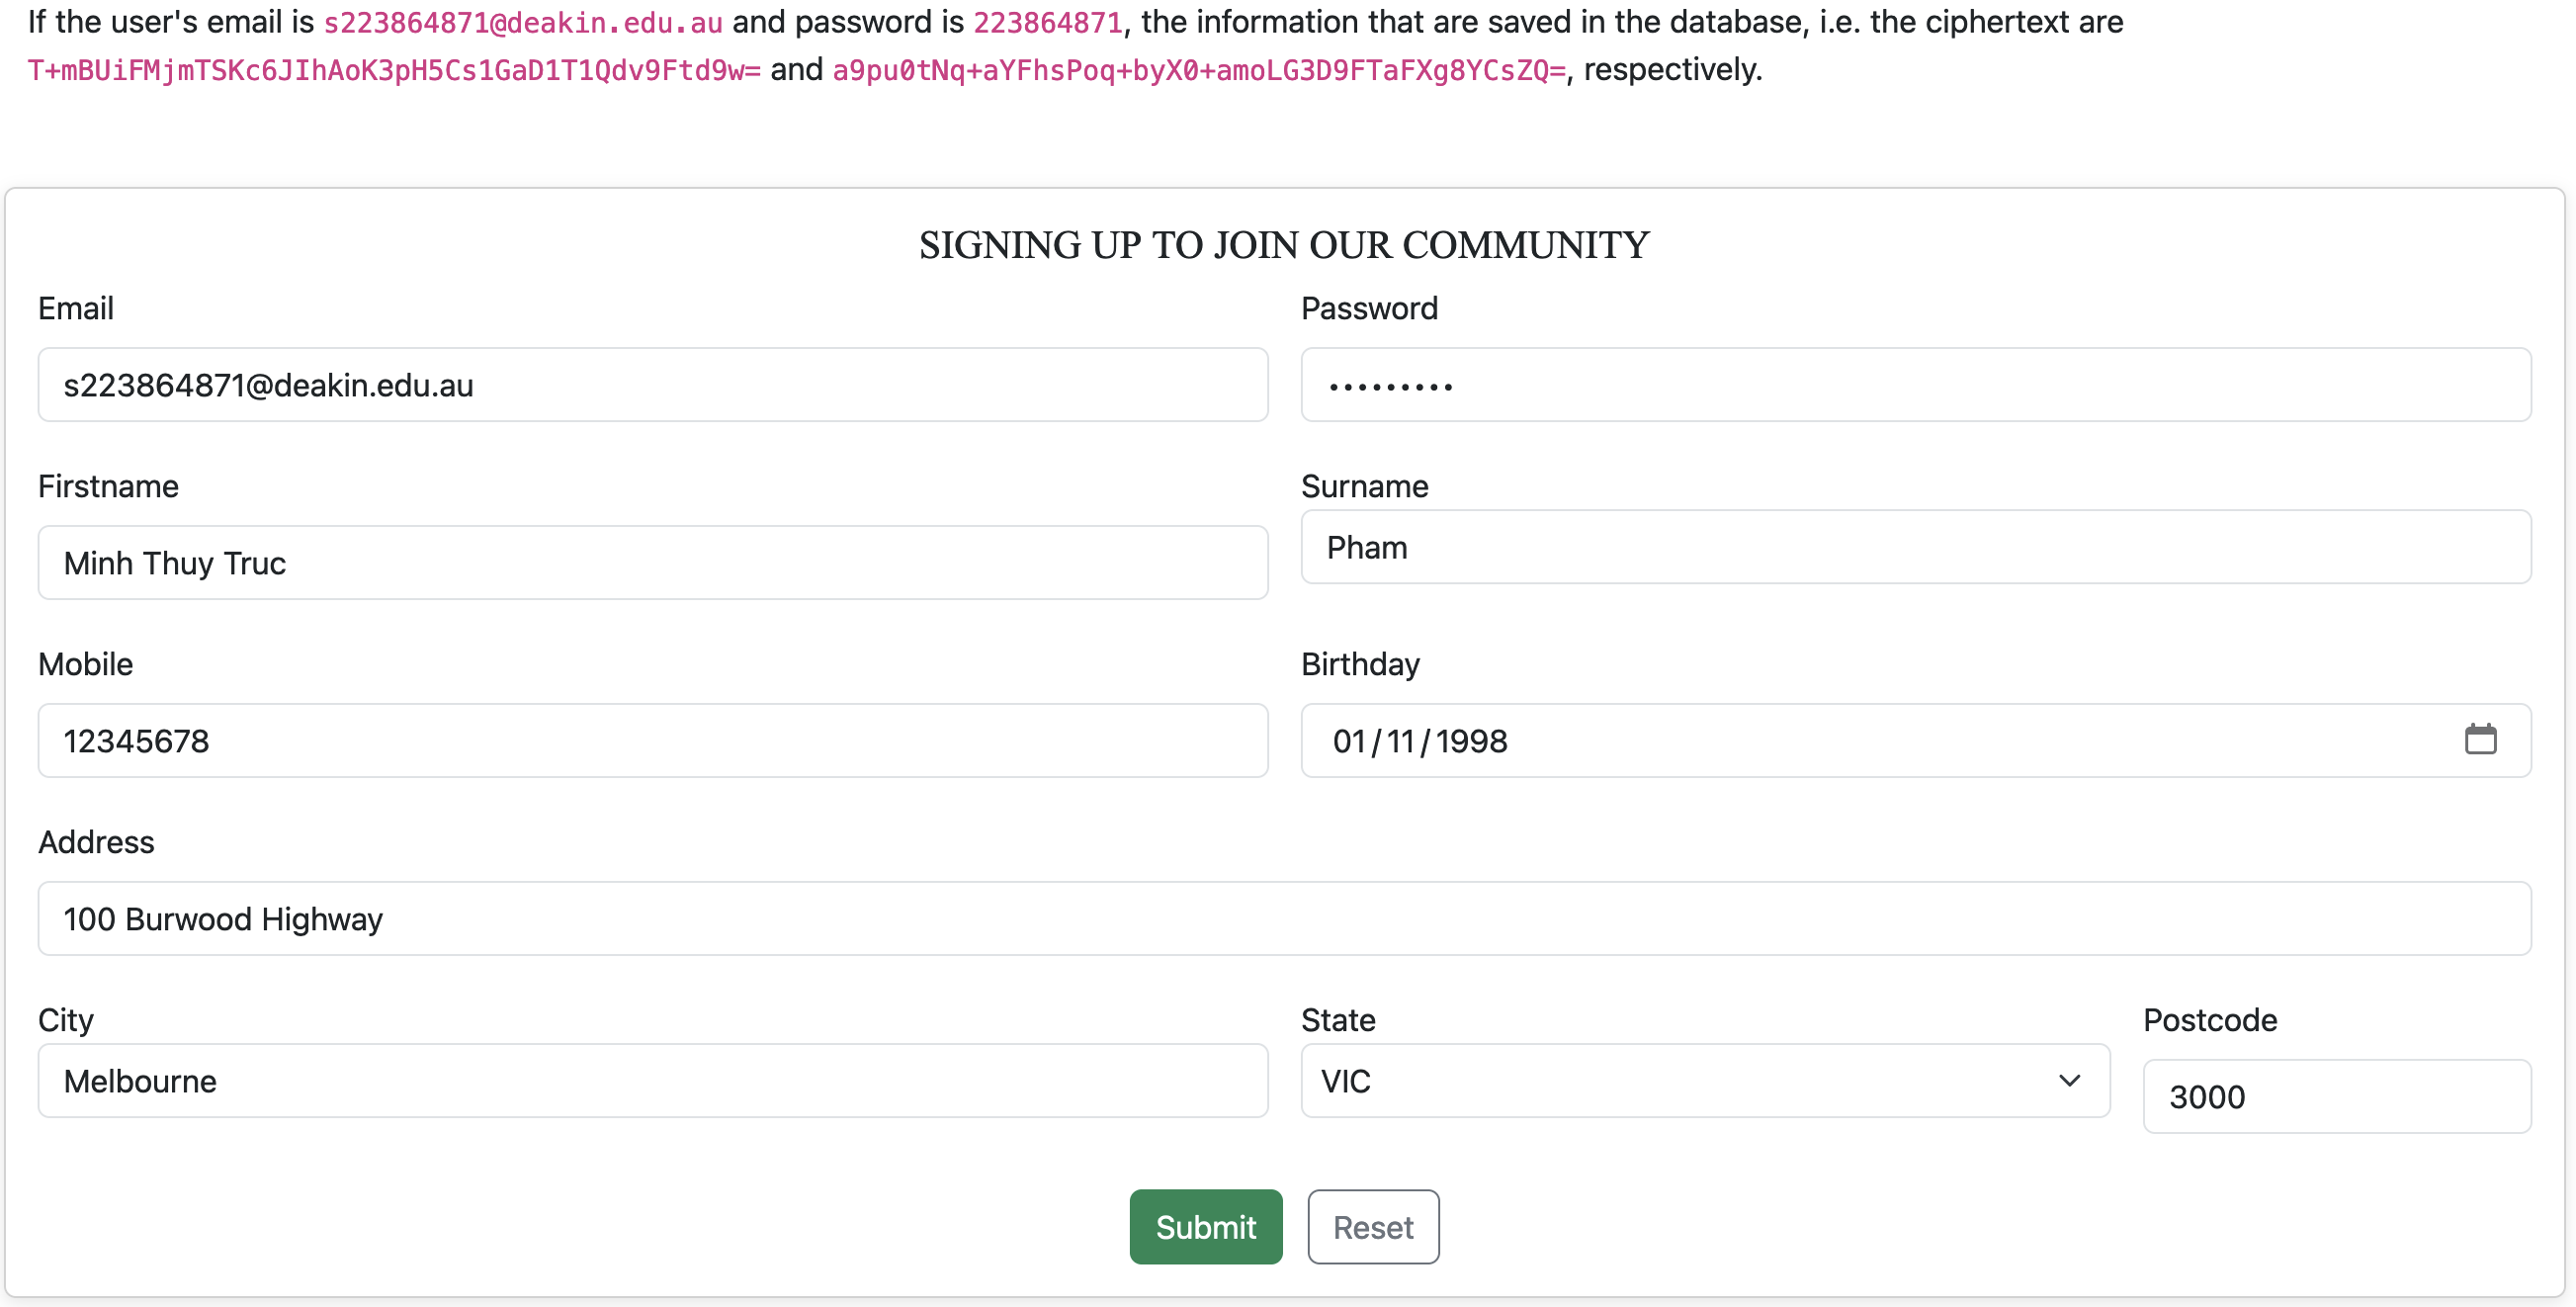 If the user's email is s223864871@deakin.edu.au and password is 223864871, the information that are saved in the database, i.e. the ciphertext are
T+mBUiFMjmTSKc6JIhAoK3pH5Cs1GaD1T1Qdv9Ftd9w= and a9pu0tNq+aYFhsPoq+byX0+amoLG3D9FTaFXg8YCsZQ=, respectively.
SIGNING UP TO JOIN OUR COMMUNITY
Email
Password
s223864871@deakin.edu.au
•••••••••
Firstname
Surname
Minh Thuy Truc
Pham
Mobile
Birthday
12345678
01/11/1998
Address
100 Burwood Highway
City
State
Postcode
Melbourne
VIC
3000
Submit
Reset